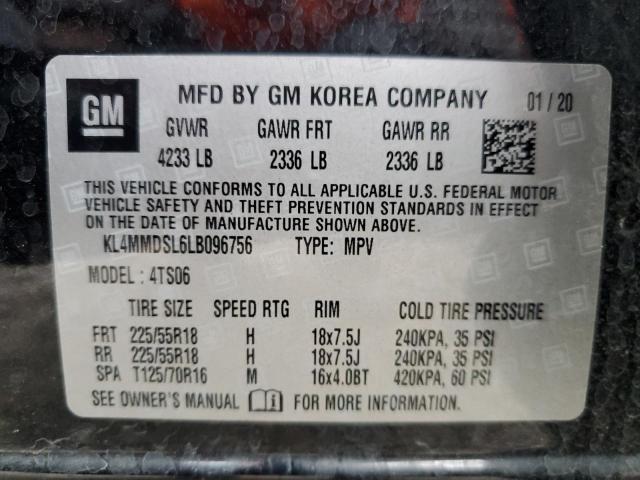 GM MFD BY GM KOREA COMPANY 01/20
GVWR GAWR FRT GAWR RR
4233 LB 2336 LB 2336 LB
THIS VEHICLE CONFORMS TO ALL APPLICABLE U.S. FEDERAL MOTOR
VEHICLE SAFETY AND THEFT PREVENTION STANDARDS IN EFFECT
ON THE DATE OF MANUFACTURE SHOWN ABOVE.
KL4MMDSL6LB096756 TYPE: MPV
MODEL: 4TS06
TIRE SIZE SPEED RTG RIM COLD TIRE PRESSURE
FRT 225/55R18 H 18x7.5J 240KPA, 35 PSI
RR 225/55R18 H 18x7.5J 240KPA, 35 PSI
SPA T125/70R16 M 16x4.0BT 420KPA, 60 PSI
SEE OWNER'S MANUAL FOR MORE INFORMATION.